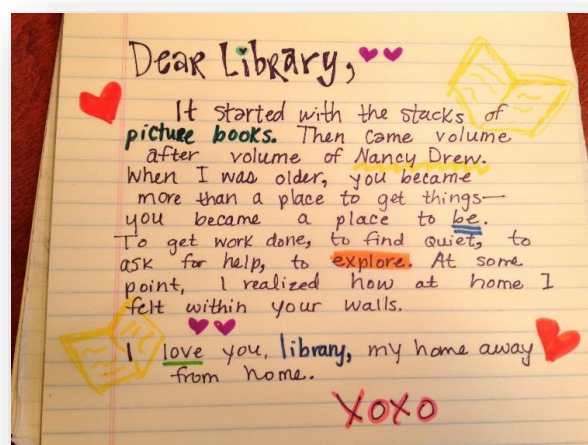 Dear Library,
It started with the stacks of
picture books. Then came volume
after volume of Nancy Drew.
When I was older, you became
more than a place to get things—
you became a place to be.
To get work done, to find quiet, to
ask for help, to explore. At some
point, I realized how at home I
felt within your walls.
I love you, library, my home away
from home.
XOXO